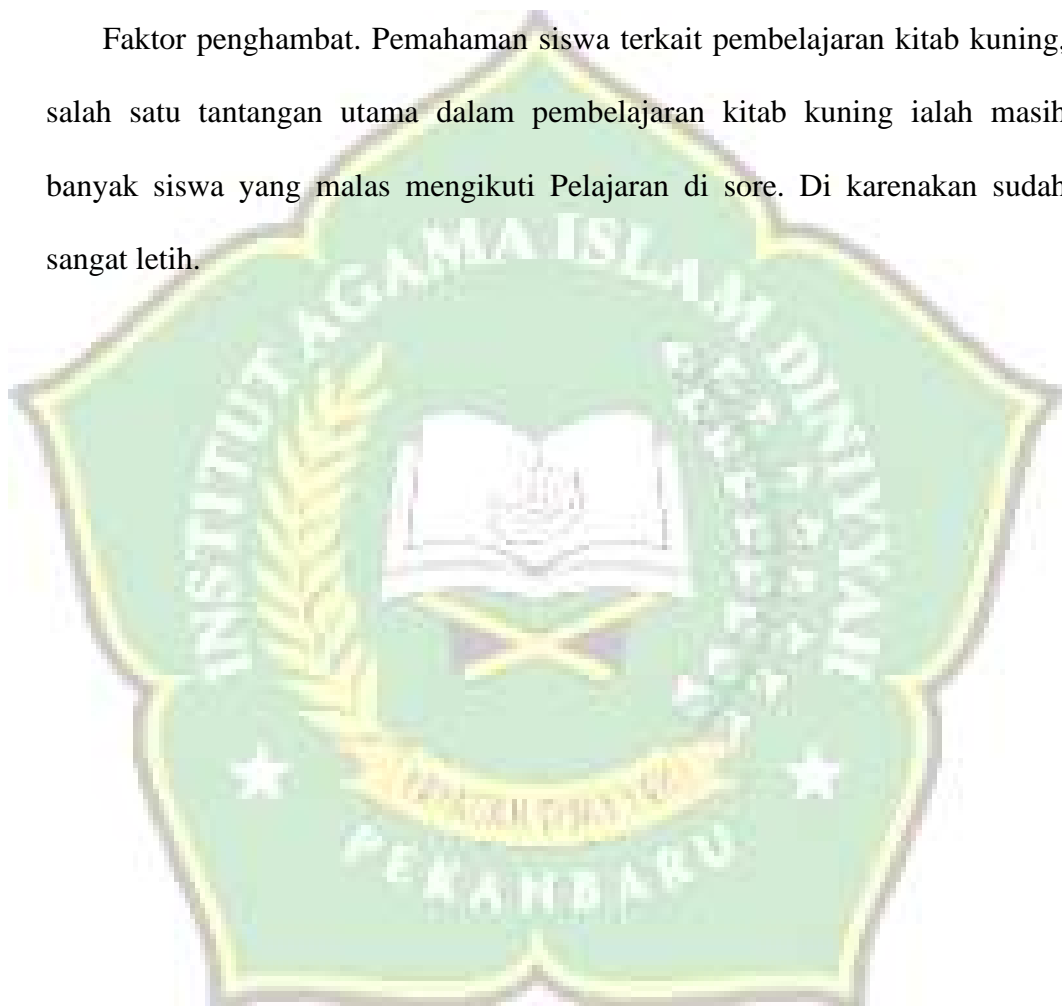 Faktor penghambat. Pemahaman siswa terkait pembelajaran kitab kuning,
salah satu tantangan utama dalam pembelajaran kitab kuning ialah masih
banyak siswa yang malas mengikuti Pelajaran di sore. Di karenakan sudah
sangat letih.
INSTITUT AGAMA ISLAM DINIYYAH
PEKANBARU